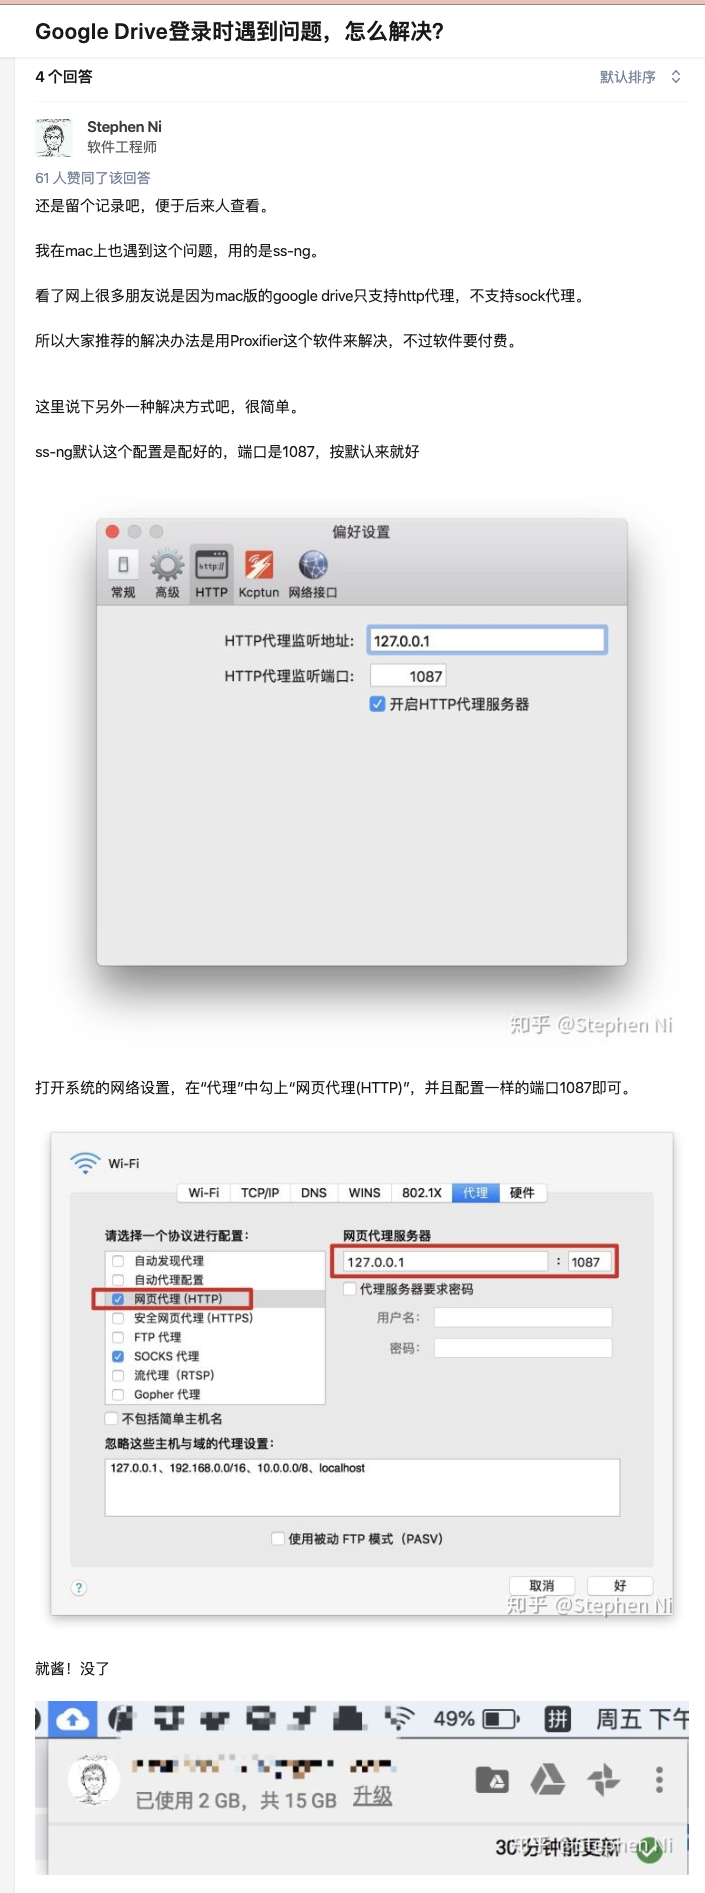 Google Drive登录时遇到问题，怎么解决?
4 个回答
默认排序
Stephen Ni
软件工程师
61 人赞同了该回答
还是留个记录吧，便于后来人查看。
我在mac上也遇到这个问题，用的是ss-ng。
看了网上很多朋友说是因为mac版的google drive只支持http代理，不支持sock代理。
所以大家推荐的解决办法是用Proxifier这个软件来解决，不过软件要付费。
这里说下另外一种解决方式吧，很简单。
ss-ng默认这个配置是配好的，端口是1087，按默认来就好
偏好设置
http://
常规 高级 HTTP Kcptun 网络接口
HTTP代理监听地址: 127.0.0.1
HTTP代理监听端口: 1087
开启HTTP代理服务器
知乎 @Stephen Ni
打开系统的网络设置，在“代理”中勾上“网页代理(HTTP)”，并且配置一样的端口1087即可。
Wi-Fi
Wi-Fi TCP/IP DNS WINS 802.1X 代理 硬件
请选择一个协议进行配置:
网页代理服务器
自动发现代理
127.0.0.1 : 1087
自动代理配置
代理服务器要求密码
网页代理 (HTTP)
安全网页代理 (HTTPS)
用户名:
FTP 代理
密码:
SOCKS 代理
流代理（RTSP)
Gopher 代理
不包括简单主机名
忽略这些主机与域的代理设置:
127.0.0.1、192.168.0.0/16、10.0.0.0/8、localhost
使用被动 FTP 模式（PASV)
?
取消 好
知乎 @Stephen Ni
就酱！没了
49% 拼 周五 下午
已使用 2 GB，共 15 GB 升级
30 分钟前更新
知乎 @Stephen Ni